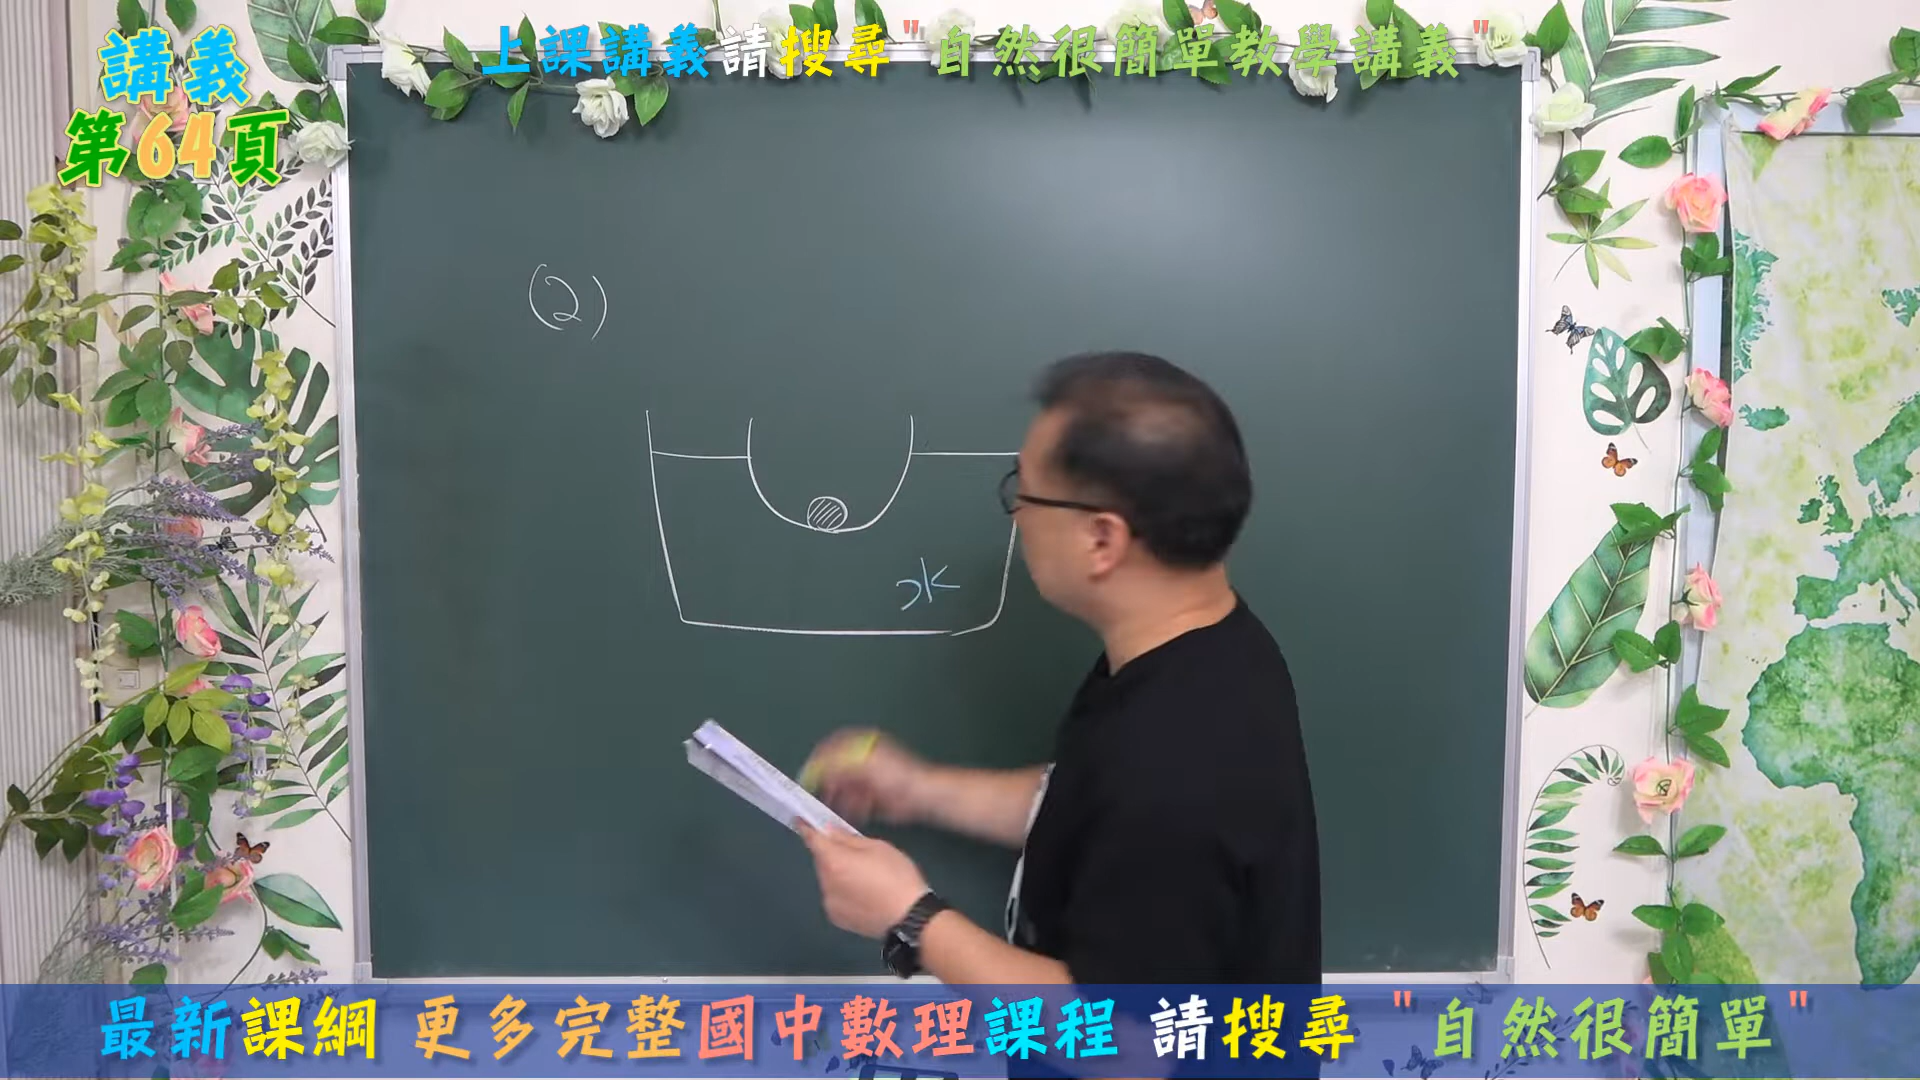 上課講義請搜尋"自然很簡單教學講義"
講義
第64頁
(2)
水
最新課綱 更多完整國中數理課程 請搜尋 "自然很簡單"